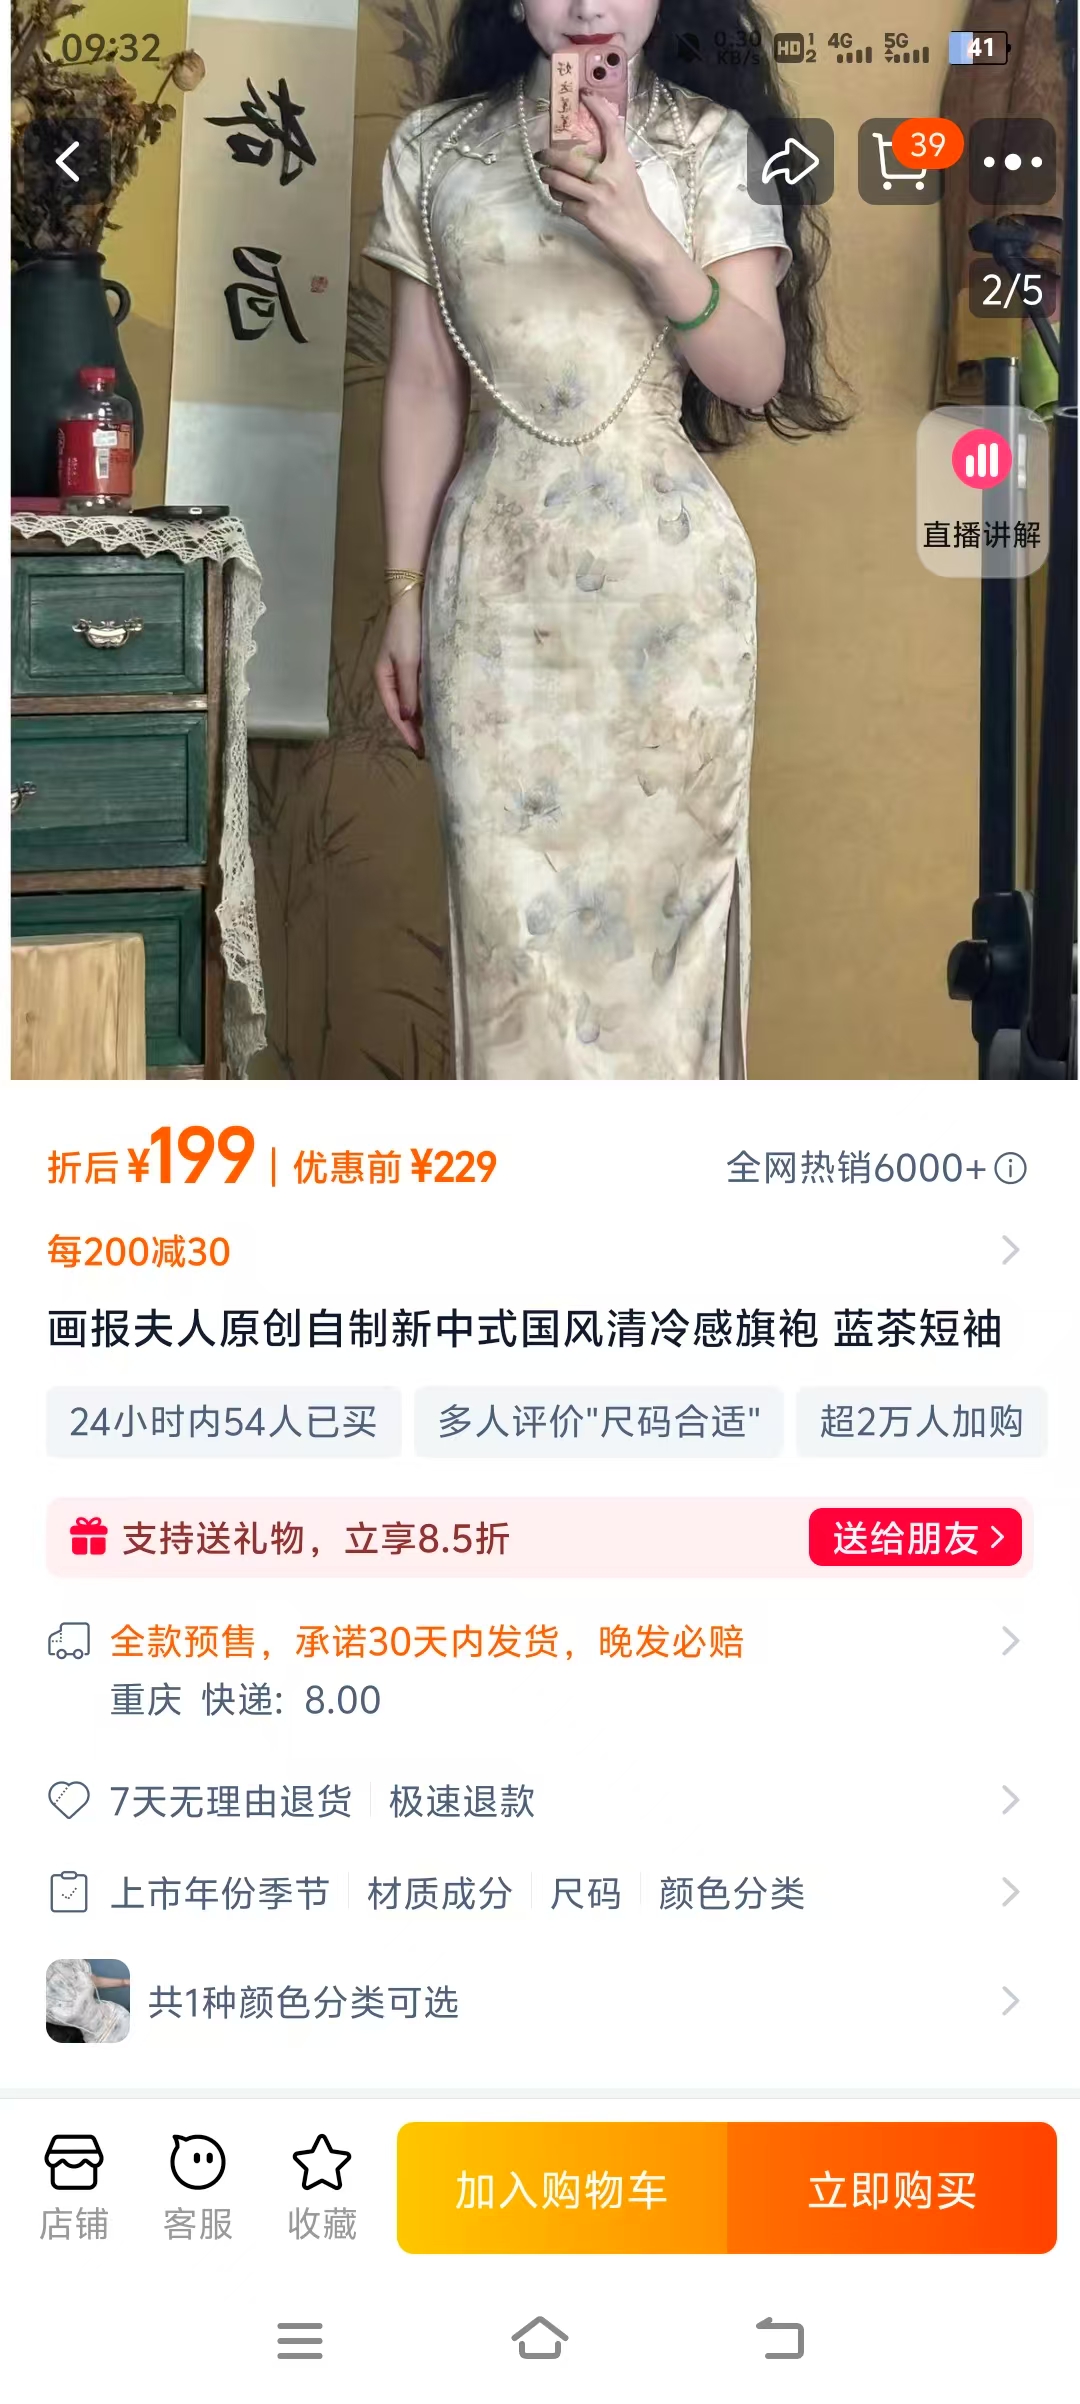 09:32
0.30 KB/s HD 1 2 4G 5G 41
格
局
39
2/5
直播讲解
折后 ¥199 | 优惠前 ¥229
全网热销6000+
每200减30
画报夫人原创自制新中式国风清冷感旗袍 蓝茶短袖
24小时内54人已买
多人评价"尺码合适"
超2万人加购
支持送礼物，立享8.5折
送给朋友
全款预售，承诺30天内发货，晚发必赔
重庆 快递: 8.00
7天无理由退货 极速退款
上市年份季节 材质成分 尺码 颜色分类
共1种颜色分类可选
店铺
客服
收藏
加入购物车
立即购买